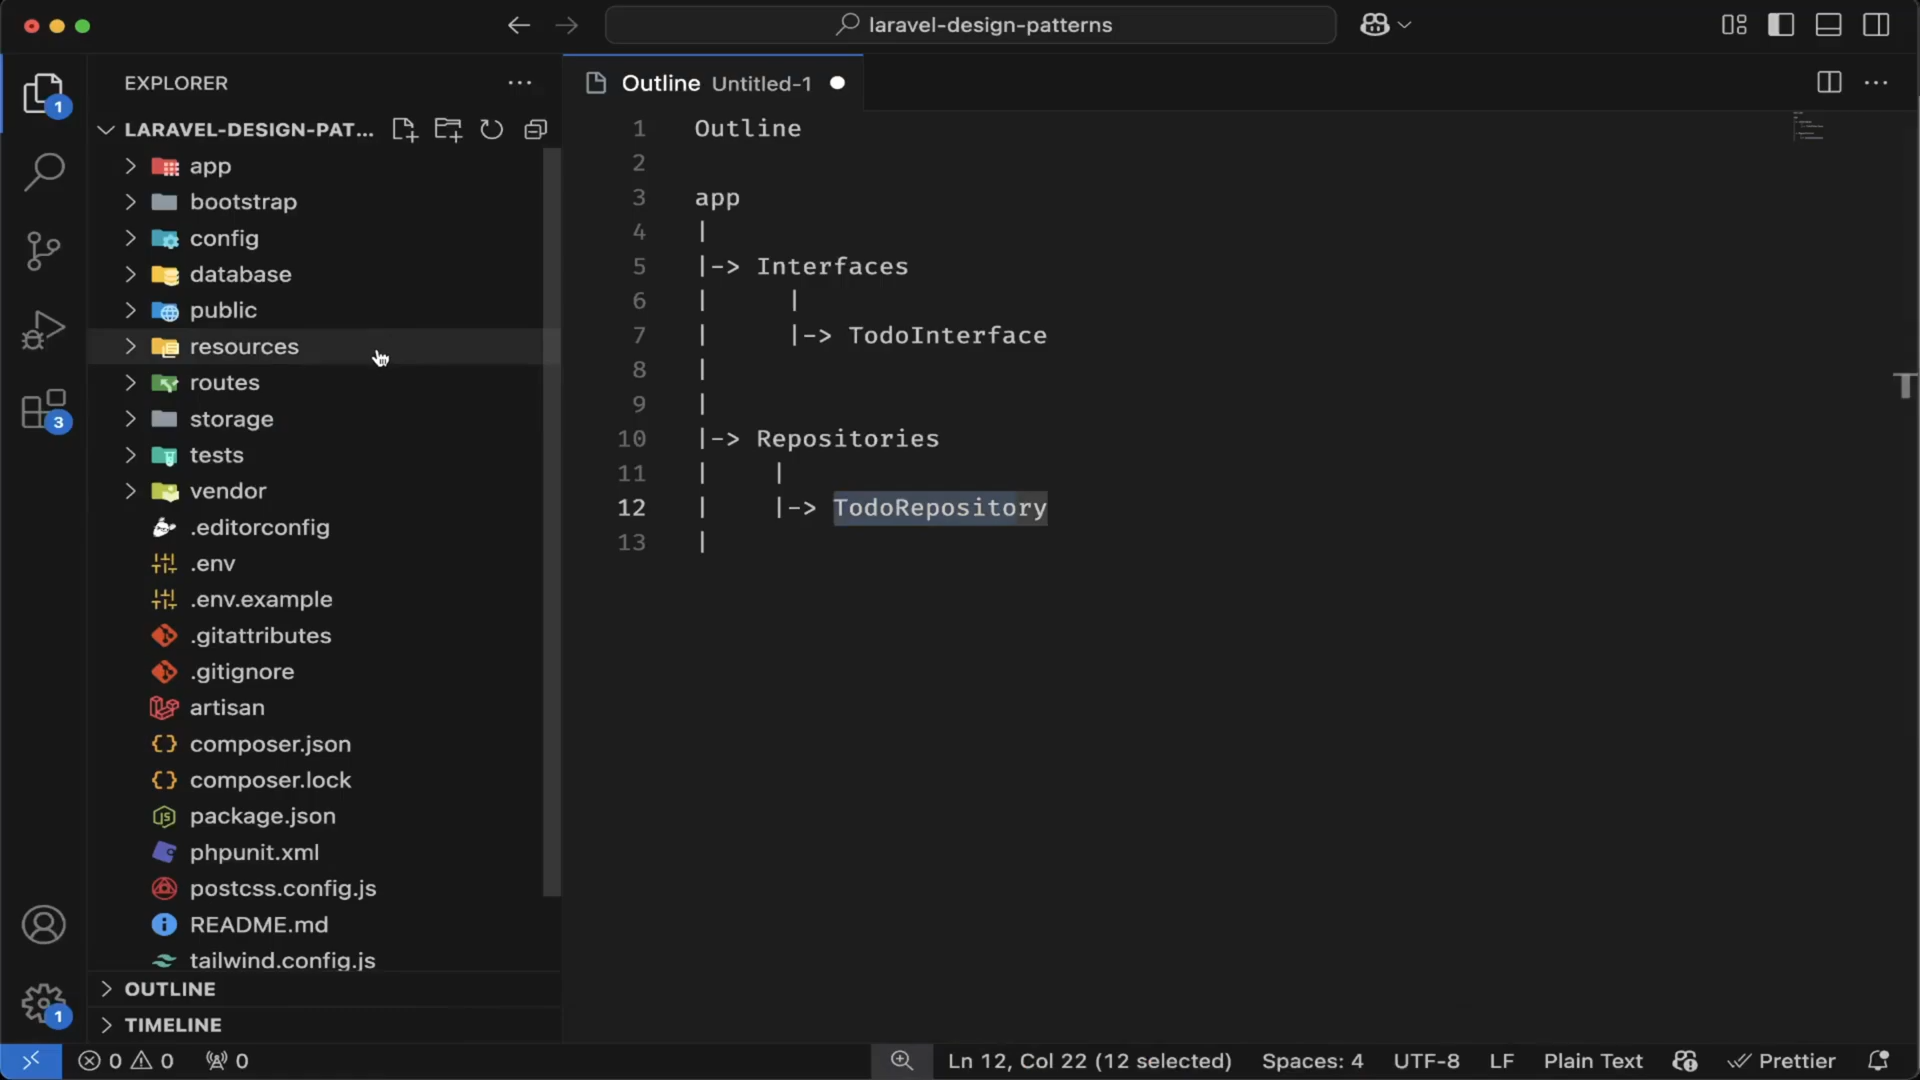 laravel-design-patterns
EXPLORER
Outline Untitled-1
1
LARAVEL-DESIGN-PAT...
app
bootstrap
config
database
public
resources
routes
storage
tests
vendor
.editorconfig
.env
.env.example
.gitattributes
.gitignore
artisan
composer.json
composer.lock
package.json
phpunit.xml
postcss.config.js
README.md
tailwind.config.js
OUTLINE
TIMELINE
3
1
1 Outline
2
3 app
4 |
5 |-> Interfaces
6 | |
7 | |-> TodoInterface
8 |
9 |
10 |-> Repositories
11 | |
12 | |-> TodoRepository
13 |
0 0 0
Ln 12, Col 22 (12 selected) Spaces: 4 UTF-8 LF Plain Text Prettier